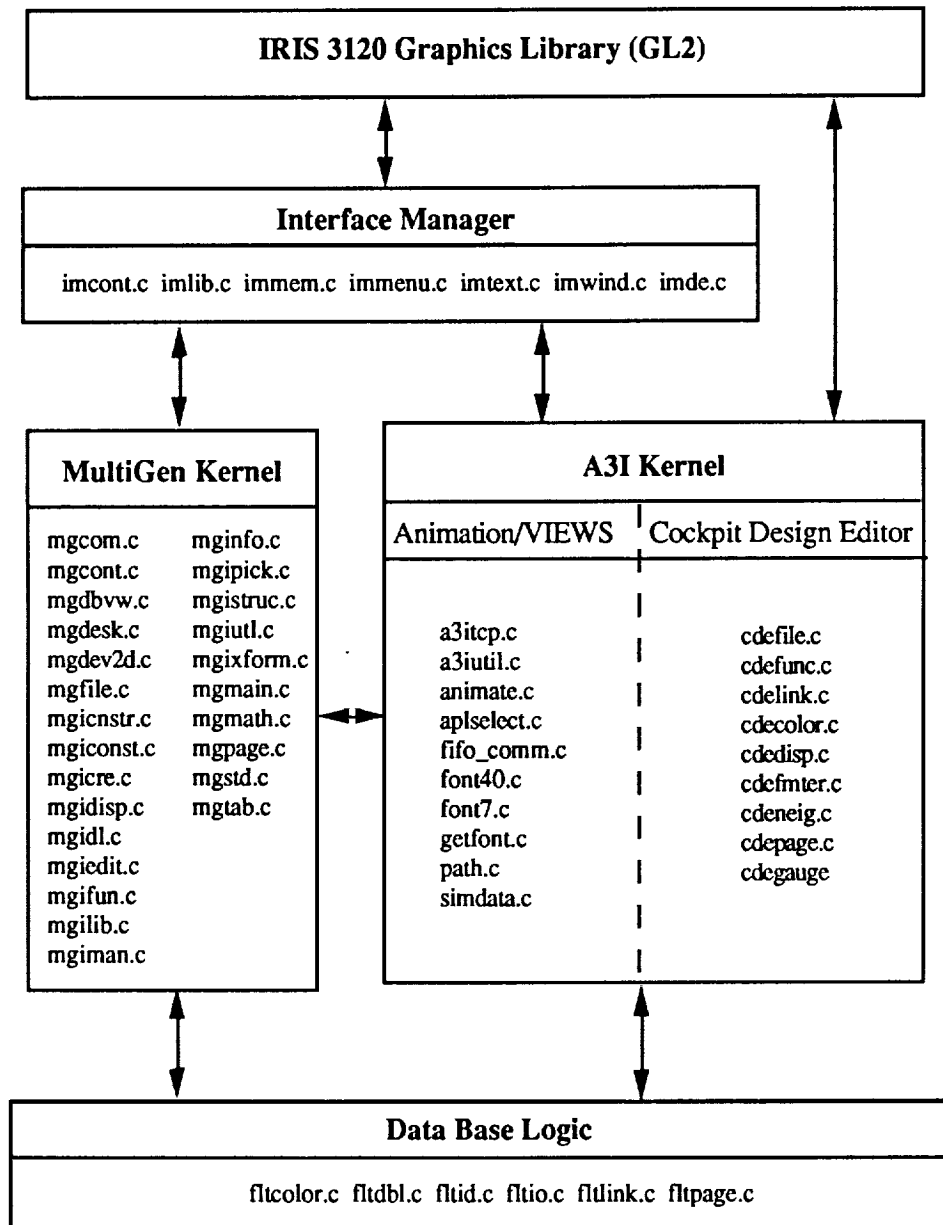 IRIS 3120 Graphics Library (GL2)
Interface Manager
imcont.c imlib.c immem.c immenu.c imtext.c imwind.c imde.c
MultiGen Kernel
mgcom.c mginfo.c
mgcont.c mgipick.c
mgdbvw.c mgistruc.c
mgdesk.c mgiutl.c
mgdev2d.c mgixform.c
mgfile.c mgmain.c
mgicnstr.c mgmath.c
mgiconst.c mgpage.c
mgicre.c mgstd.c
mgidisp.c mgtab.c
mgidl.c
mgiedit.c
mgifun.c
mgilib.c
mgiman.c
A3I Kernel
Animation/VIEWS
a3itcp.c
a3iutil.c
animate.c
aplselect.c
fifo_comm.c
font40.c
font7.c
getfont.c
path.c
simdata.c
Cockpit Design Editor
cdefile.c
cdefunc.c
cdelink.c
cdecolor.c
cdedisp.c
cdefmter.c
cdeneig.c
cdepage.c
cdegauge
Data Base Logic
fltcolor.c fltdbl.c fltid.c fltio.c fltlink.c fltpage.c